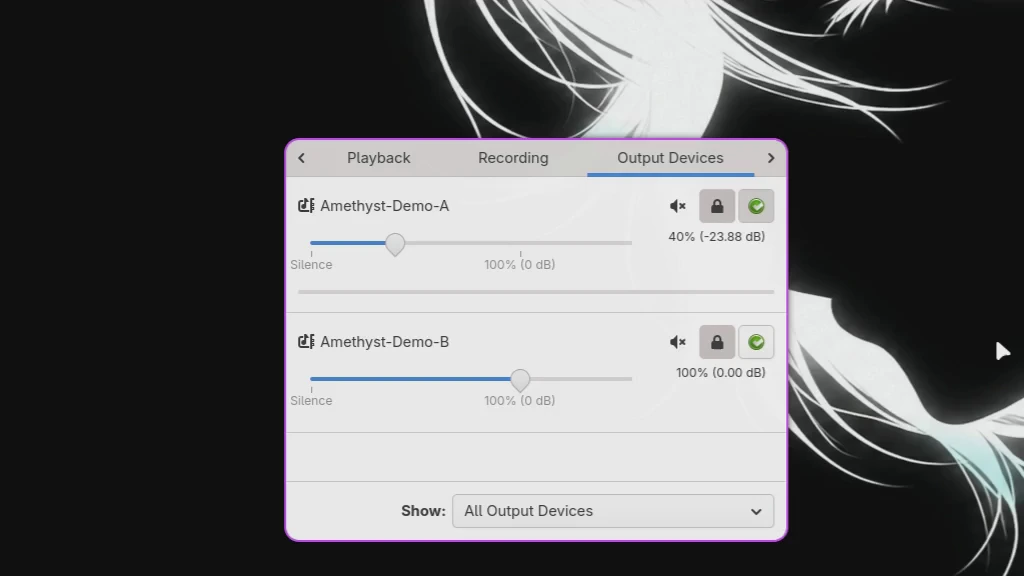 Playback Recording Output Devices
Amethyst-Demo-A
40% (-23.88 dB)
Silence 100% (0 dB)
Amethyst-Demo-B
100% (0.00 dB)
Silence 100% (0 dB)
Show: All Output Devices